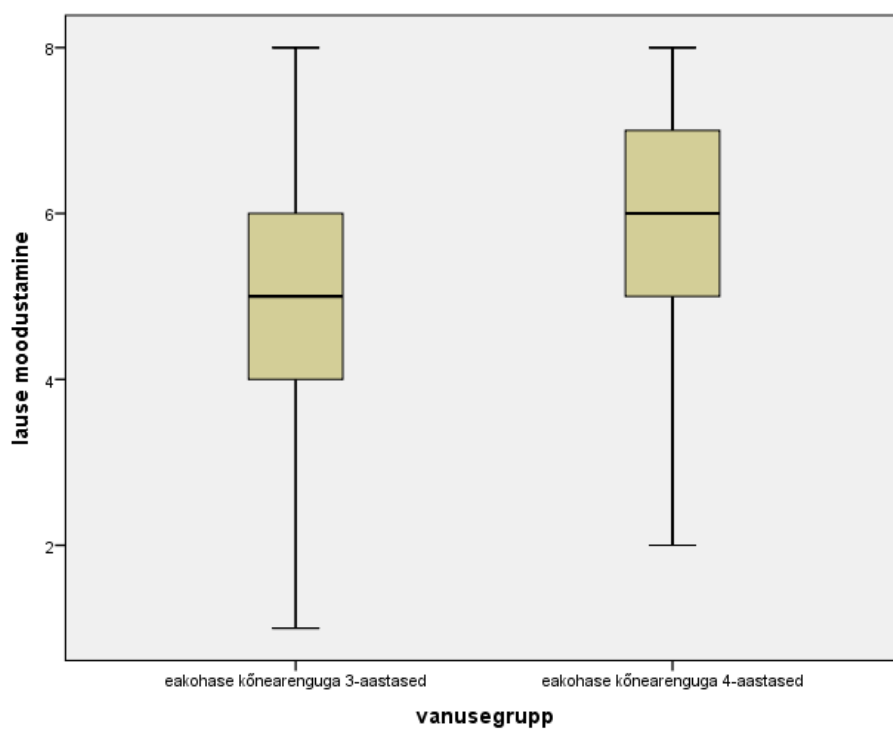 lause moodustamine
8
6
4
2
eakohase kõnearenguga 3-aastased
eakohase kõnearenguga 4-aastased
vanusegrupp